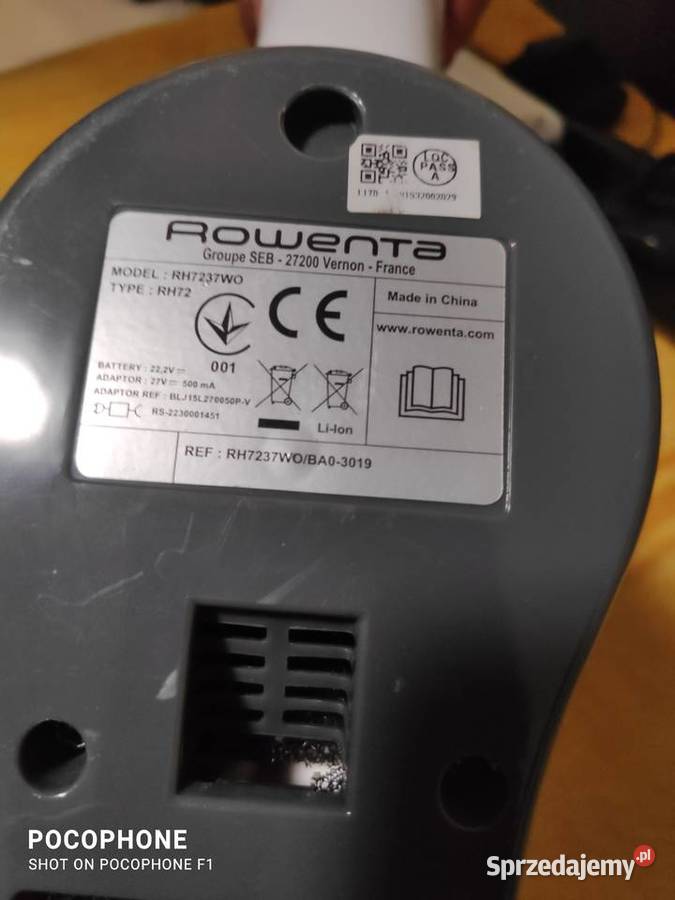 IQC
PASS
A
ROWENTA
Groupe SEB - 27200 Vernon - France
MODEL : RH7237WO
TYPE : RH72
Made in China
CE
www.rowenta.com
001
BATTERY : 22,2V
ADAPTOR : 27V 500 mA
ADAPTOR REF : BLJ15L270050P-V
RS-2230001451
Li-Ion
REF : RH7237WO/BA0-3019
POCOPHONE
SHOT ON POCOPHONE F1
Sprzedajemy.pl